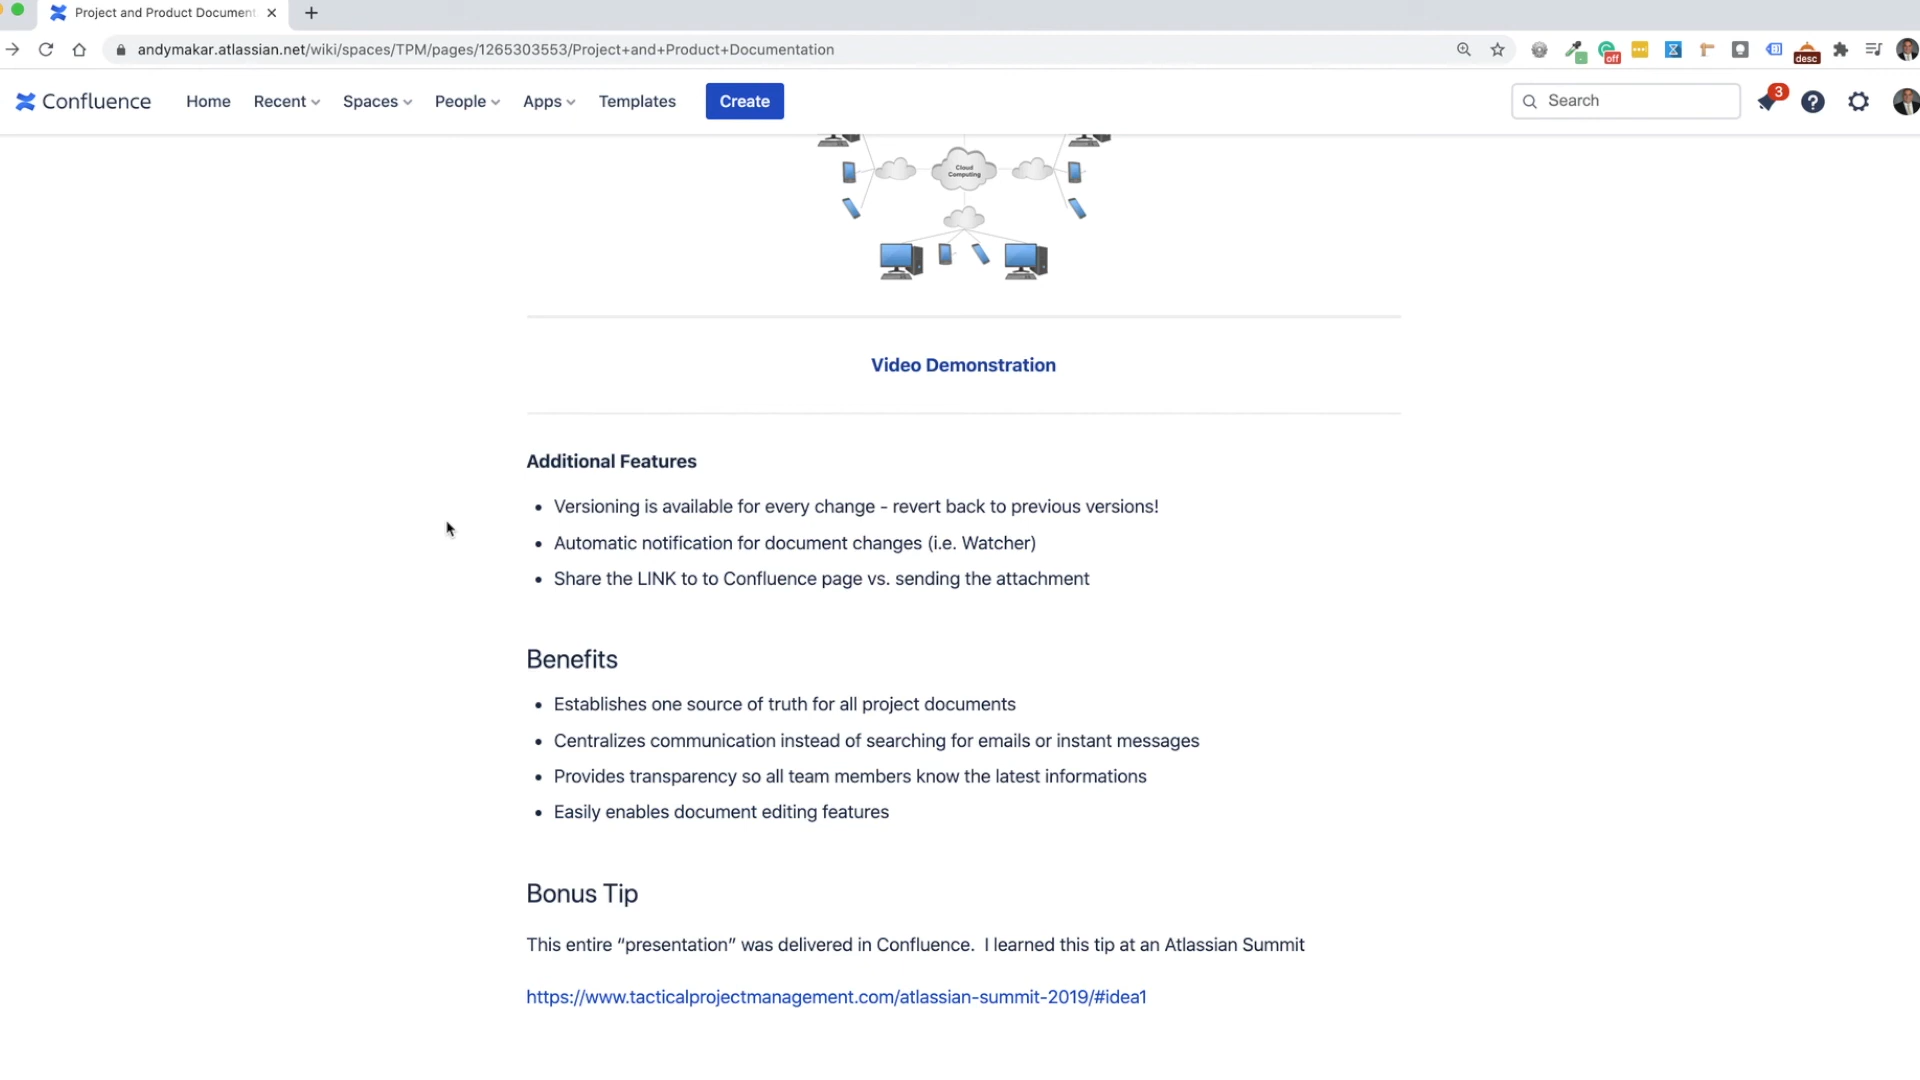 Project and Product Document
andymakar.atlassian.net/wiki/spaces/TPM/pages/1265303553/Project+and+Product+Documentation
off
desc
Confluence
Home
Recent
Spaces
People
Apps
Templates
Create
Search
3
Cloud
Computing
Video Demonstration
Additional Features
• Versioning is available for every change - revert back to previous versions!
• Automatic notification for document changes (i.e. Watcher)
• Share the LINK to to Confluence page vs. sending the attachment
Benefits
• Establishes one source of truth for all project documents
• Centralizes communication instead of searching for emails or instant messages
• Provides transparency so all team members know the latest informations
• Easily enables document editing features
Bonus Tip
This entire “presentation” was delivered in Confluence.  I learned this tip at an Atlassian Summit
https://www.tacticalprojectmanagement.com/atlassian-summit-2019/#idea1